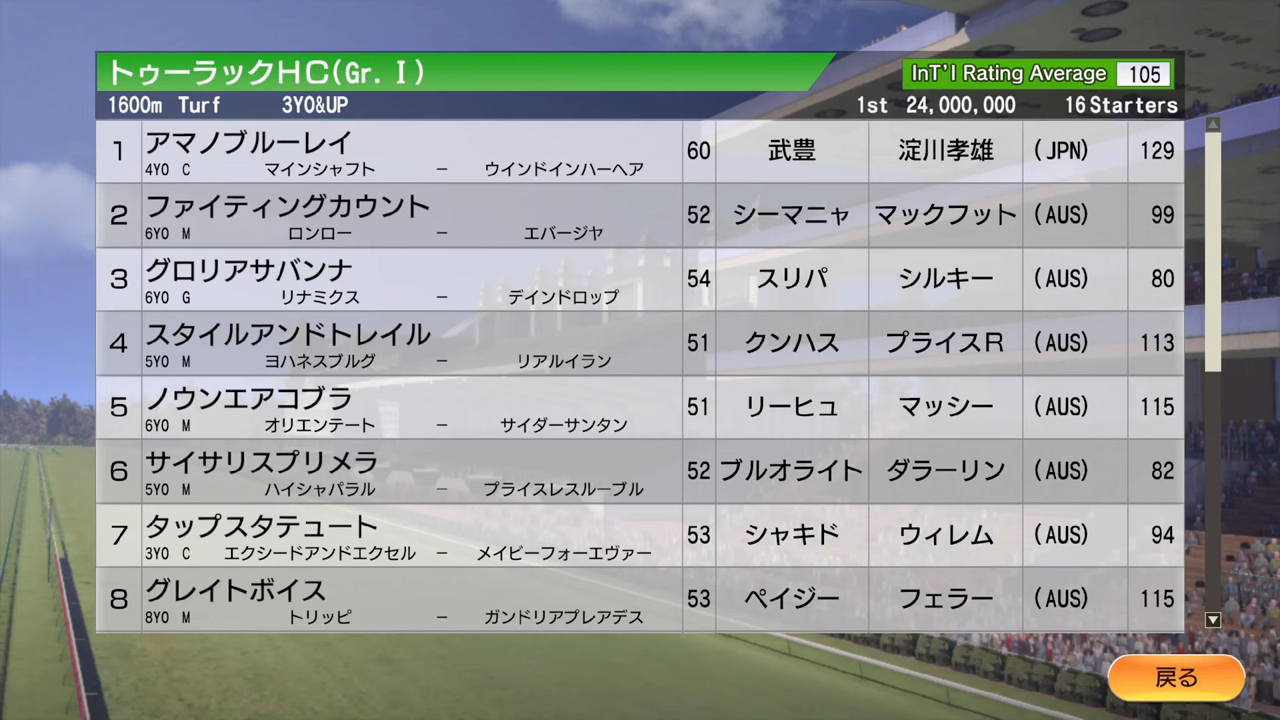 トゥーラックHC(Gr.Ⅰ)
InT'l Rating Average 105
1600m Turf 3YO&UP 1st 24,000,000 16Starters
1 アマノブルーレイ 60 武豊 淀川孝雄 (JPN) 129
4YO C マインシャフト － ウインドインハーヘア
2 ファイティングカウント 52 シーマニャ マックフット (AUS) 99
6YO M ロンロー － エバージヤ
3 グロリアサバンナ 54 スリパ シルキー (AUS) 80
6YO G リナミクス － デインドロップ
4 スタイルアンドトレイル 51 クンハス プライスR (AUS) 113
5YO M ヨハネスブルグ － リアルイラン
5 ノウンエアコブラ 51 リーヒュ マッシー (AUS) 115
6YO M オリエンテート － サイダーサンタン
6 サイサリスプリメラ 52 ブルオライト ダラーリン (AUS) 82
5YO M ハイシャパラル － プライスレスルーブル
7 タップスタテュート 53 シャキド ウィレム (AUS) 94
3YO C エクシードアンドエクセル － メイビーフォーエヴァー
8 グレイトボイス 53 ペイジー フェラー (AUS) 115
8YO M トリッピ － ガンドリアプレアデス
戻る